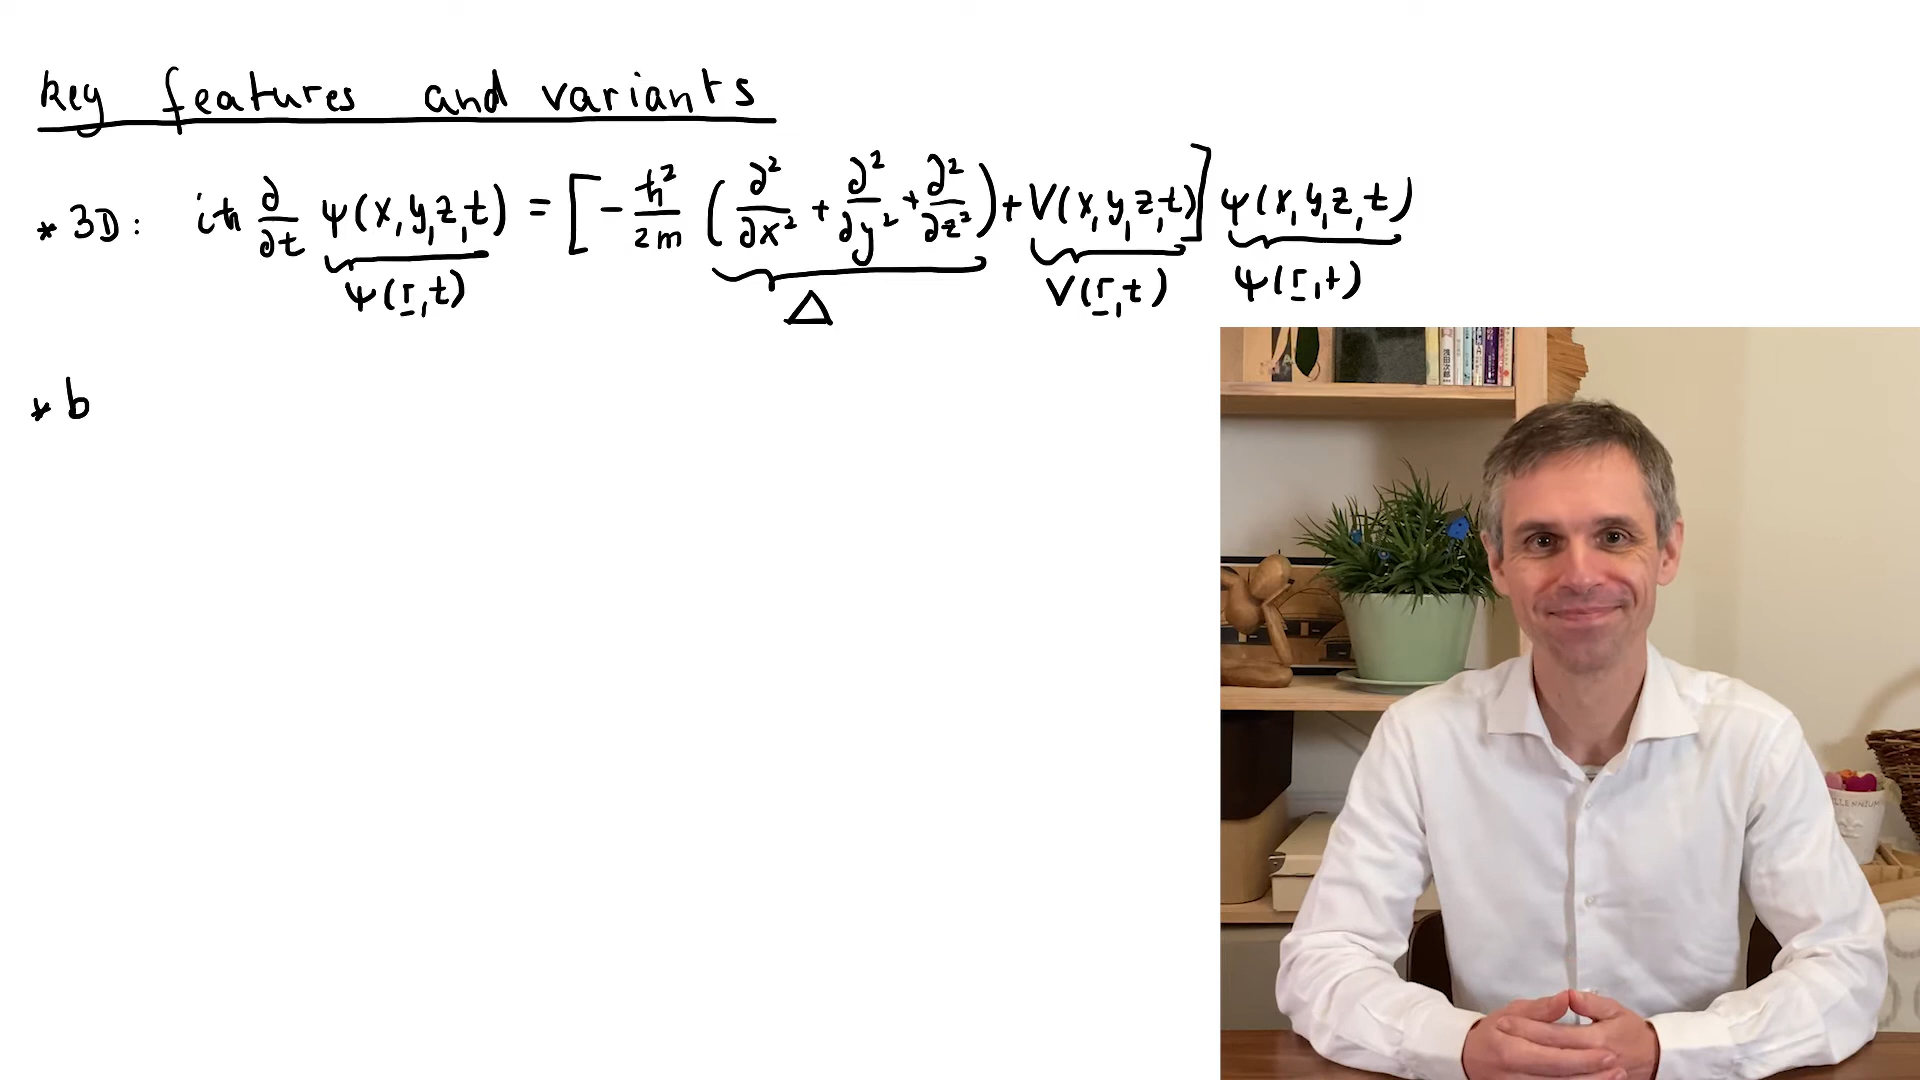 key features and variants
* 3D: iħ ∂/∂t ψ(x,y,z,t) = [-ħ²/2m (∂²/∂x² + ∂²/∂y² + ∂²/∂z²) + V(x,y,z,t)] ψ(x,y,z,t)
ψ(r,t) Δ V(r,t) ψ(r,t)
* b